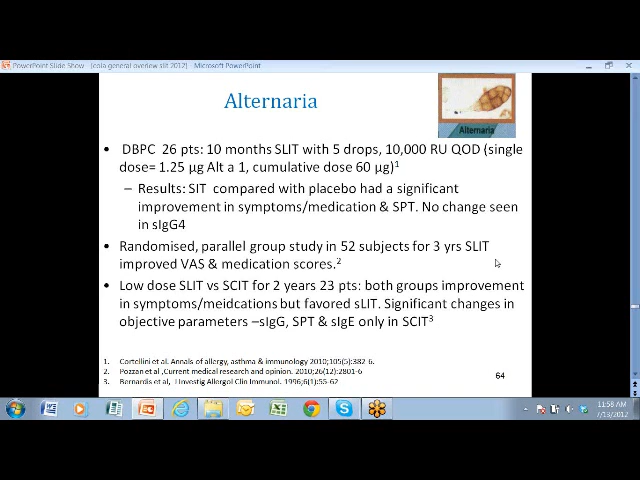 PowerPoint Slide Show - (cola general overiew slit 2012) - Microsoft PowerPoint
Alternaria
Alternaria
• DBPC 26 pts: 10 months SLIT with 5 drops, 10,000 RU QOD (single
dose= 1.25 µg Alt a 1, cumulative dose 60 µg)1
– Results: SIT compared with placebo had a significant
improvement in symptoms/medication & SPT. No change seen
in sIgG4
• Randomised, parallel group study in 52 subjects for 3 yrs SLIT
improved VAS & medication scores.2
• Low dose SLIT vs SCIT for 2 years 23 pts: both groups improvement
in symptoms/meidcations but favored sLIT. Significant changes in
objective parameters –sIgG, SPT & sIgE only in SCIT3
1. Cortellini et al. Annals of allergy, asthma & immunology 2010;105(5):382-6.
2. Pozzan et al ,Current medical research and opinion. 2010;26(12):2801-6
3. Bernardis et al, J Investig Allergol Clin Immunol. 1996;6(1):55-62
64
11:58 AM
7/13/2012